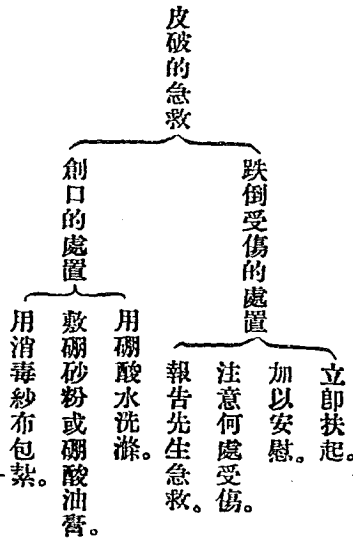 皮破的急救
跌倒受傷的處置
立卽扶起。
加以安慰。
注意何處受傷。
報告先生急救。
創口的處置
用硼酸水洗滌。
敷硼砂粉或硼酸油膏。
用消毒紗布包紮。